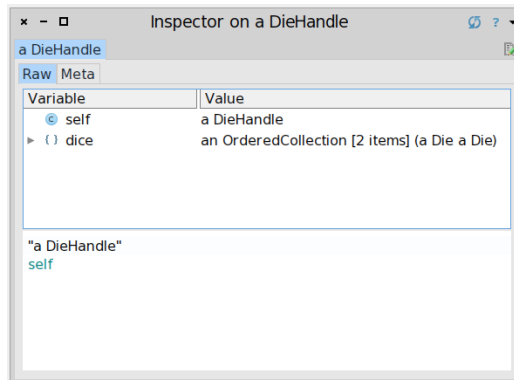 Inspector on a DieHandle ?
a DieHandle
Raw Meta
Variable Value
self a DieHandle
dice an OrderedCollection [2 items] (a Die a Die)
"a DieHandle"
self